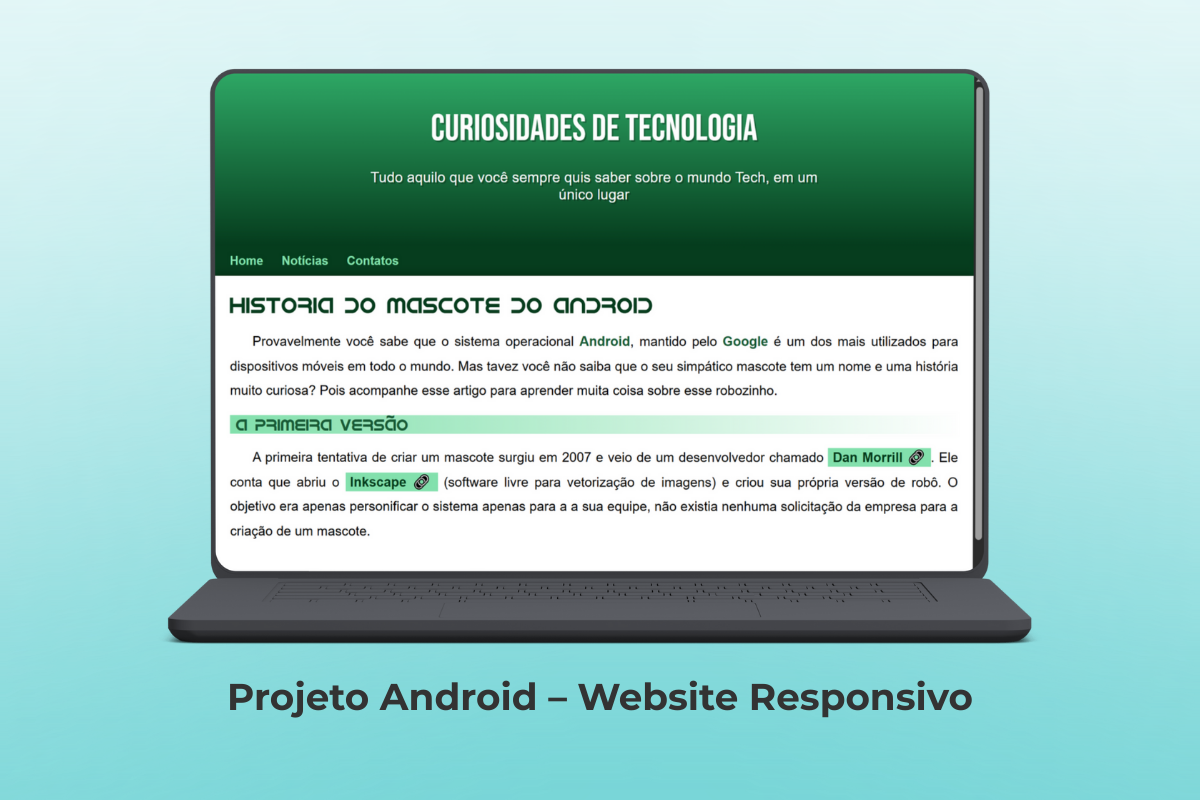 CURIOSIDADES DE TECNOLOGIA
Tudo aquilo que você sempre quis saber sobre o mundo Tech, em um
único lugar
Home Notícias Contatos
HISTORIA DO MASCOTE DO ANDROID
Provavelmente você sabe que o sistema operacional Android, mantido pelo Google é um dos mais utilizados para
dispositivos móveis em todo o mundo. Mas tavez você não saiba que o seu simpático mascote tem um nome e uma história
muito curiosa? Pois acompanhe esse artigo para aprender muita coisa sobre esse robozinho.
A PRIMEIRA VERSÃO
A primeira tentativa de criar um mascote surgiu em 2007 e veio de um desenvolvedor chamado Dan Morrill . Ele
conta que abriu o Inkscape (software livre para vetorização de imagens) e criou sua própria versão de robô. O
objetivo era apenas personificar o sistema apenas para a a sua equipe, não existia nenhuma solicitação da empresa para a
criação de um mascote.
Projeto Android – Website Responsivo